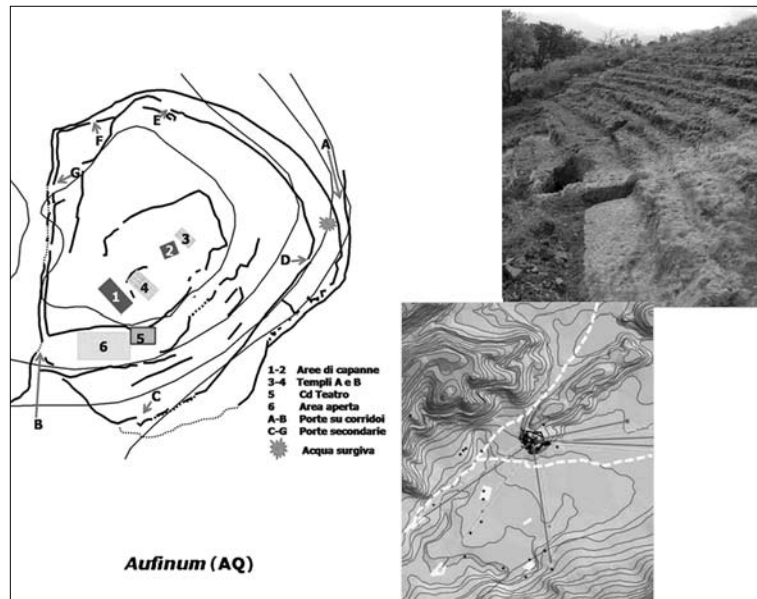 A
E
F
G
D
3
2
4
1
5
6
C
B
1-2 Aree di capanne
3-4 Templi A e B
5 Cd Teatro
6 Area aperta
A-B Porte su corridoi
C-G Porte secondarie
Acqua surgiva
Aufinum (AQ)